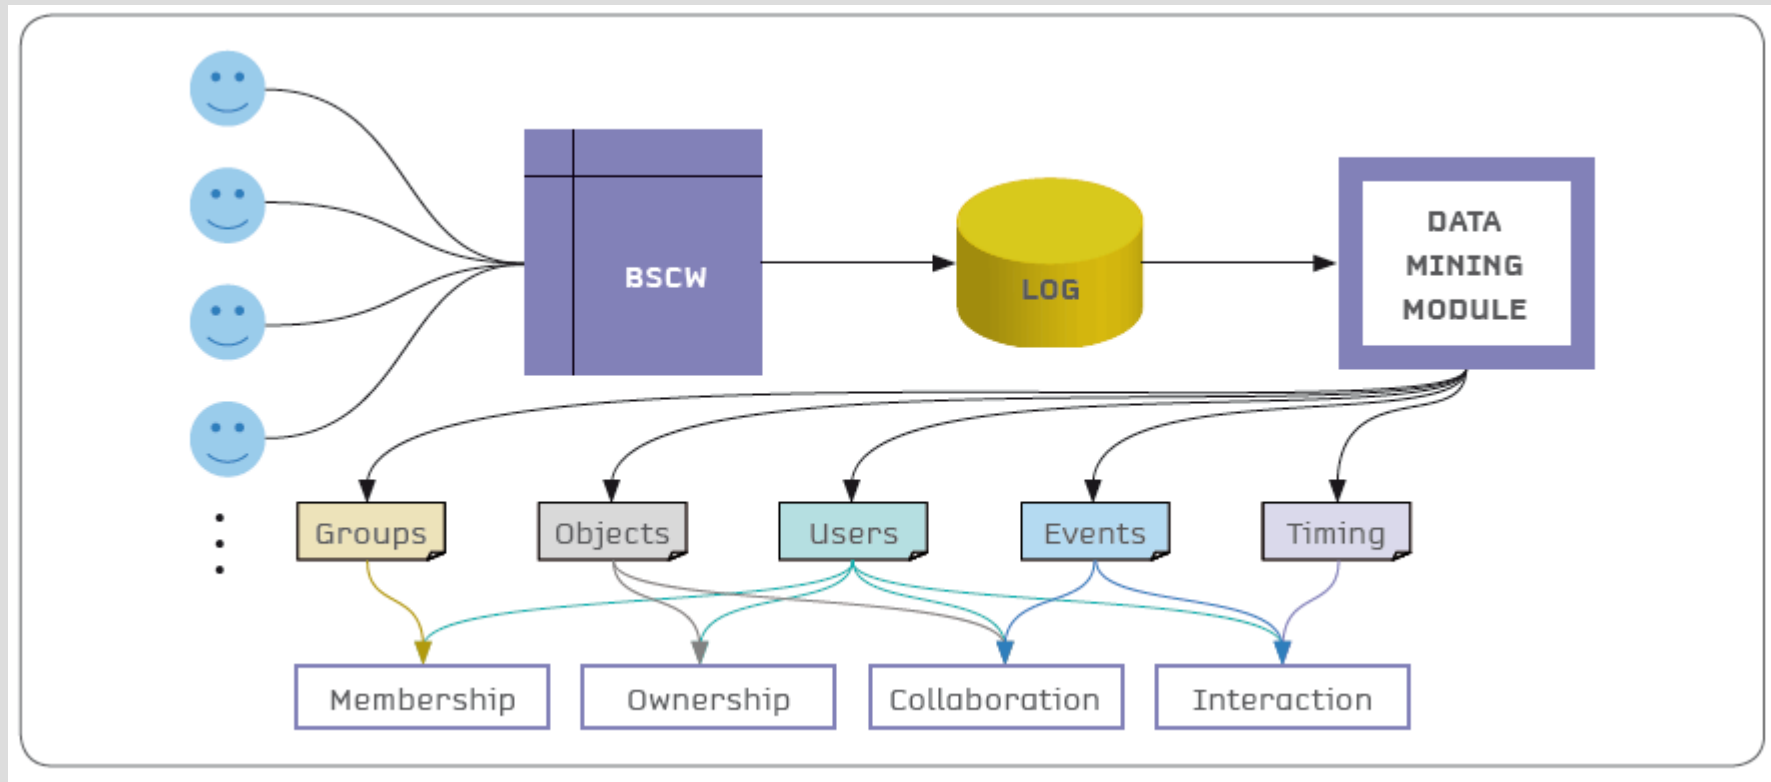 BSCW
LOG
DATA
MINING
MODULE
Groups
Objects
Users
Events
Timing
Membership
Ownership
Collaboration
Interaction